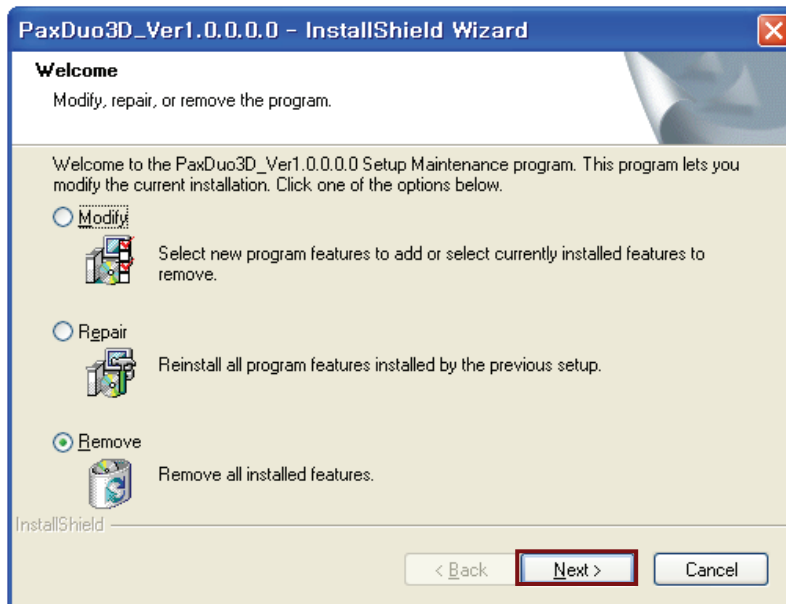 PaxDuo3D_Ver1.0.0.0.0 - InstallShield Wizard
Welcome
Modify, repair, or remove the program.
Welcome to the PaxDuo3D_Ver1.0.0.0.0 Setup Maintenance program. This program lets you
modify the current installation. Click one of the options below.
Modify
Select new program features to add or select currently installed features to
remove.
Repair
Reinstall all program features installed by the previous setup.
Remove
Remove all installed features.
InstallShield
< Back Next > Cancel